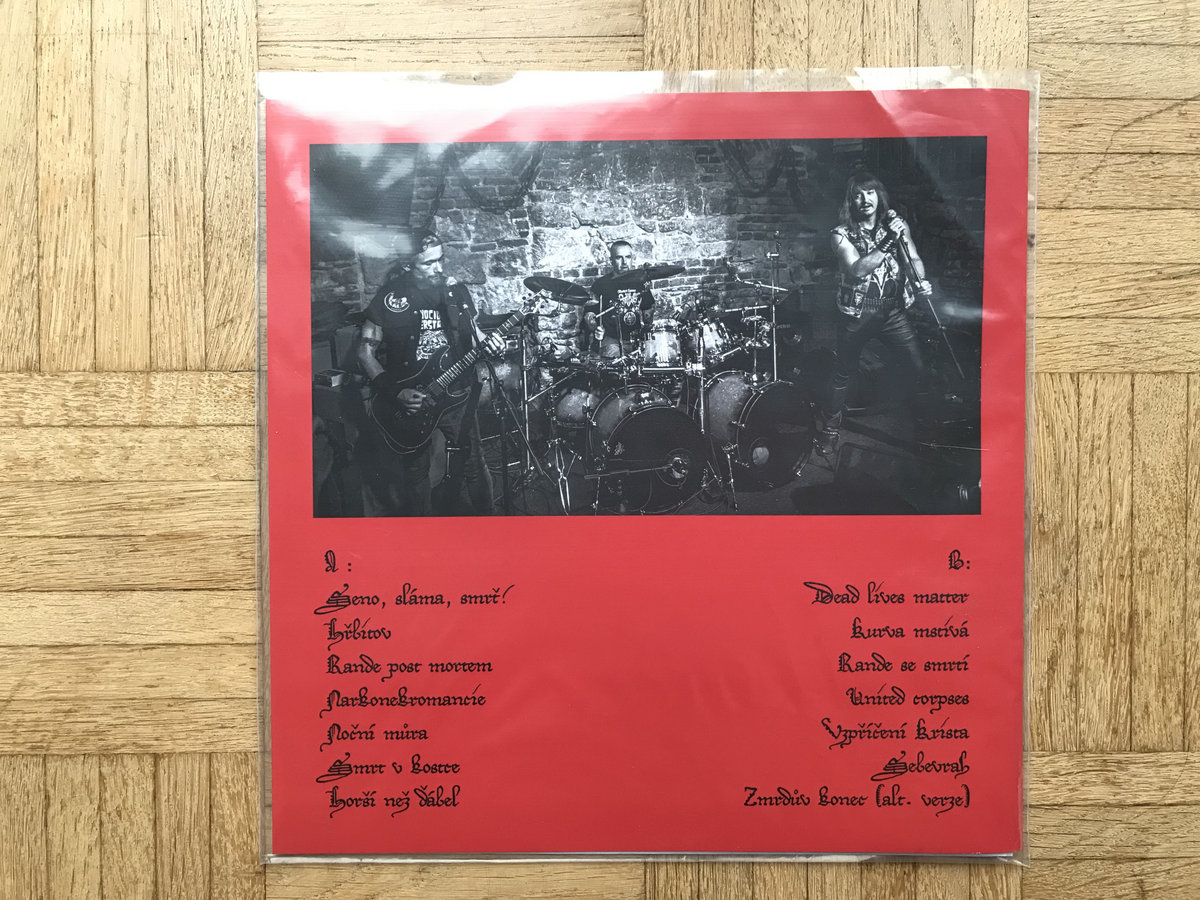 A:
Seno, sláma, smrť!
Hřbitov
Rande post mortem
Narkonekromancie
Noční můra
Smrt v kostce
Horší než ďábel
B:
Dead lives matter
Kurva mstivá
Rande se smrtí
United corpses
Vzpříčení Krista
Sebevrah
Zmrdův konec (alt. verze)